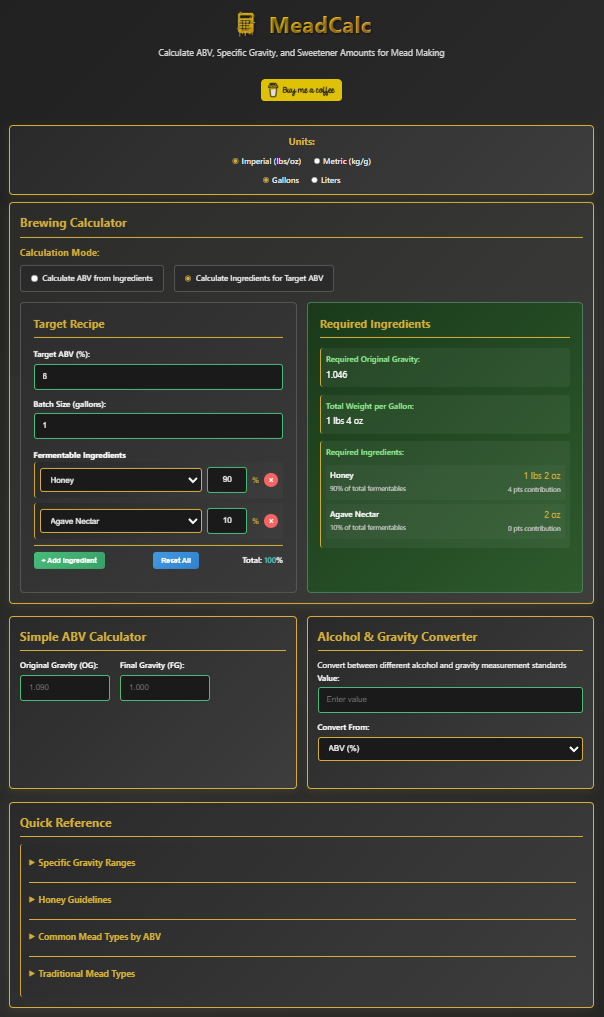 MeadCalc
Calculate ABV, Specific Gravity, and Sweetener Amounts for Mead Making
Buy me a coffee
Units:
Imperial (lbs/oz) Metric (kg/g)
Gallons Liters
Brewing Calculator
Calculation Mode:
Calculate ABV from Ingredients Calculate Ingredients for Target ABV
Target Recipe
Target ABV (%):
6
Batch Size (gallons):
1
Fermentable Ingredients
Honey 90 %
Agave Nectar 10 %
+ Add Ingredient Reset All Total: 100%
Required Ingredients
Required Original Gravity:
1.046
Total Weight per Gallon:
1 lbs 4 oz
Required Ingredients:
Honey 1 lbs 2 oz
90% of total fermentables 4 pts contribution
Agave Nectar 2 oz
10% of total fermentables 0 pts contribution
Simple ABV Calculator
Original Gravity (OG): Final Gravity (FG):
1.090 1.000
Alcohol & Gravity Converter
Convert between different alcohol and gravity measurement standards
Value:
Enter value
Convert From:
ABV (%)
Quick Reference
Specific Gravity Ranges
Honey Guidelines
Common Mead Types by ABV
Traditional Mead Types